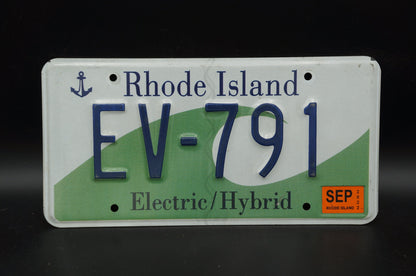 Rhode Island
EV-791
Electric/Hybrid
SEP
RHODE ISLAND